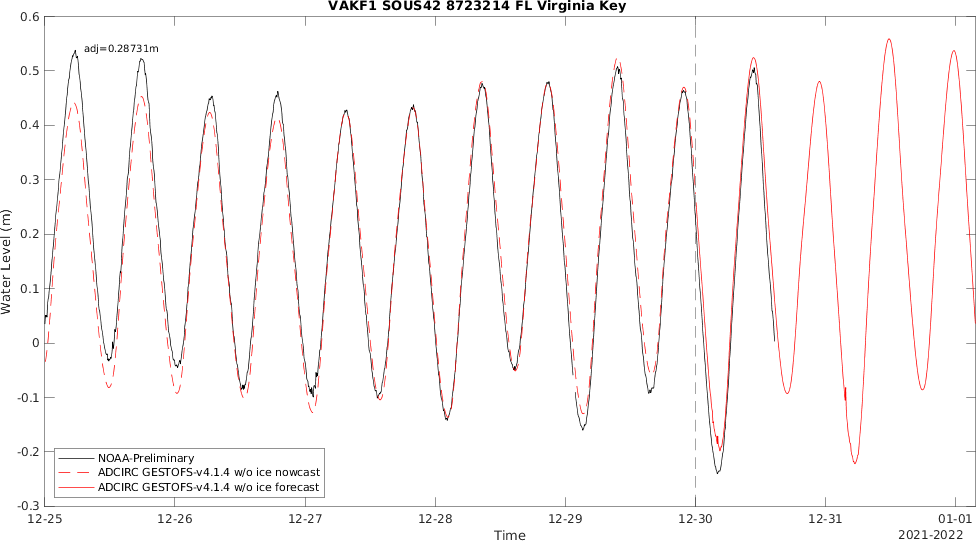 VAKF1 SOUS42 8723214 FL Virginia Key
adj=0.28731m
Water Level (m)
0.6
0.5
0.4
0.3
0.2
0.1
0
-0.1
-0.2
-0.3
NOAA-Preliminary
ADCIRC GESTOFS-v4.1.4 w/o ice nowcast
ADCIRC GESTOFS-v4.1.4 w/o ice forecast
12-25 12-26 12-27 12-28 12-29 12-30 12-31 01-01
Time
2021-2022